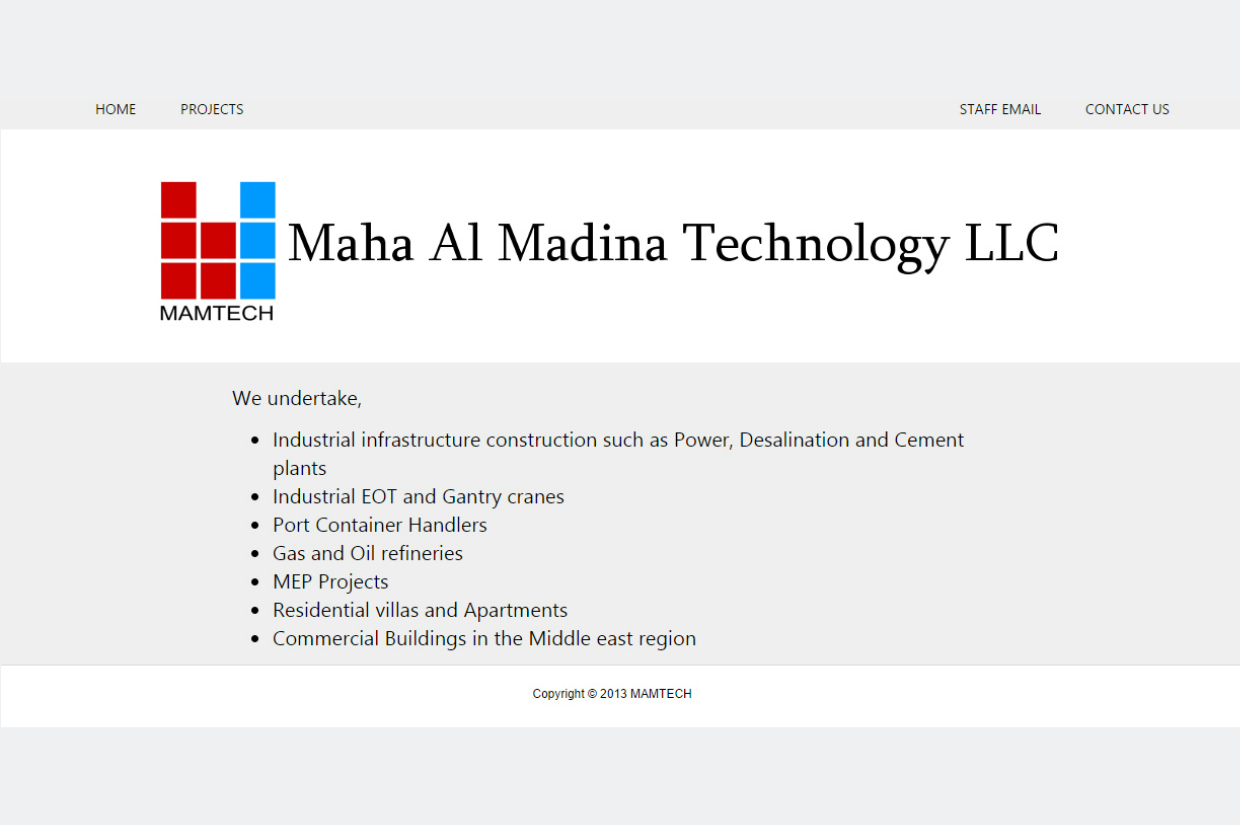 HOME PROJECTS STAFF EMAIL CONTACT US
Maha Al Madina Technology LLC
MAMTECH
We undertake,
• Industrial infrastructure construction such as Power, Desalination and Cement
plants
• Industrial EOT and Gantry cranes
• Port Container Handlers
• Gas and Oil refineries
• MEP Projects
• Residential villas and Apartments
• Commercial Buildings in the Middle east region
Copyright © 2013 MAMTECH